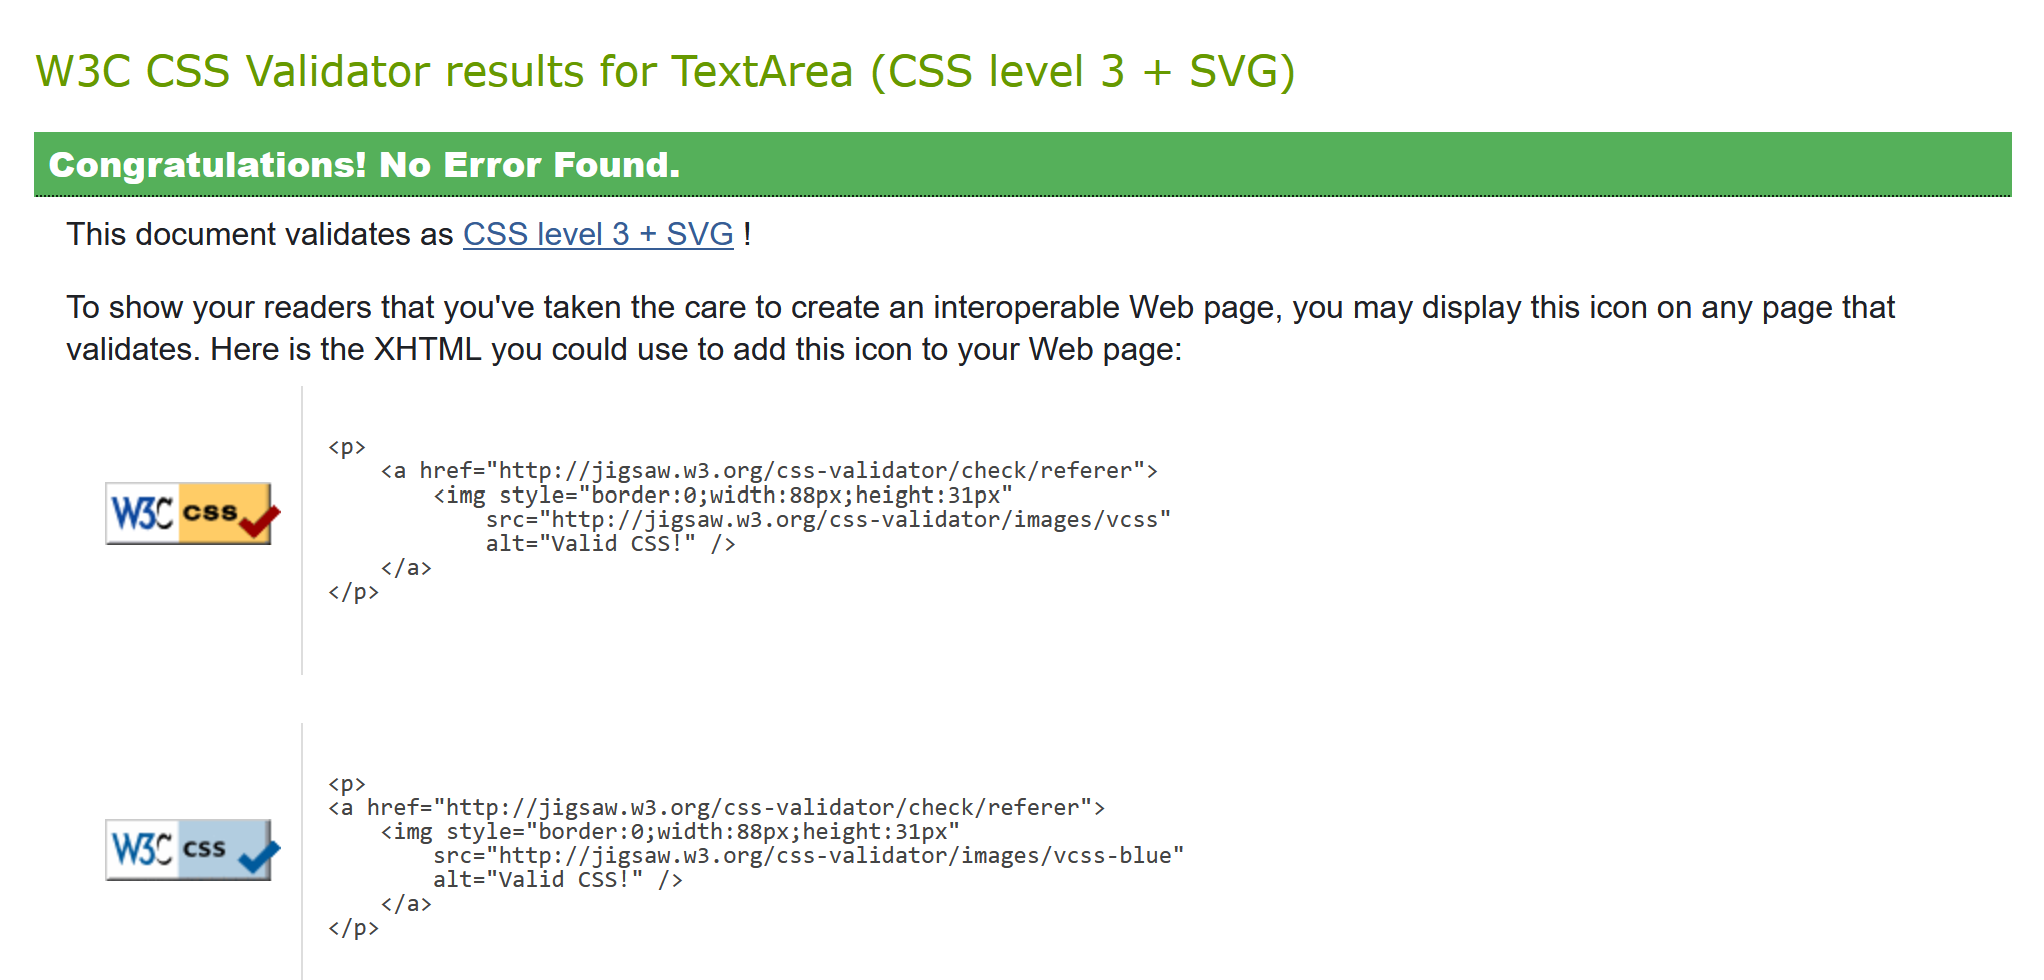 W3C CSS Validator results for TextArea (CSS level 3 + SVG)
Congratulations! No Error Found.
This document validates as CSS level 3 + SVG !
To show your readers that you've taken the care to create an interoperable Web page, you may display this icon on any page that
validates. Here is the XHTML you could use to add this icon to your Web page:
<p>
    <a href="http://jigsaw.w3.org/css-validator/check/referer">
        <img style="border:0;width:88px;height:31px"
            src="http://jigsaw.w3.org/css-validator/images/vcss"
            alt="Valid CSS!" />
    </a>
</p>
W3C css
<p>
<a href="http://jigsaw.w3.org/css-validator/check/referer">
    <img style="border:0;width:88px;height:31px"
        src="http://jigsaw.w3.org/css-validator/images/vcss-blue"
        alt="Valid CSS!" />
    </a>
</p>
W3C css